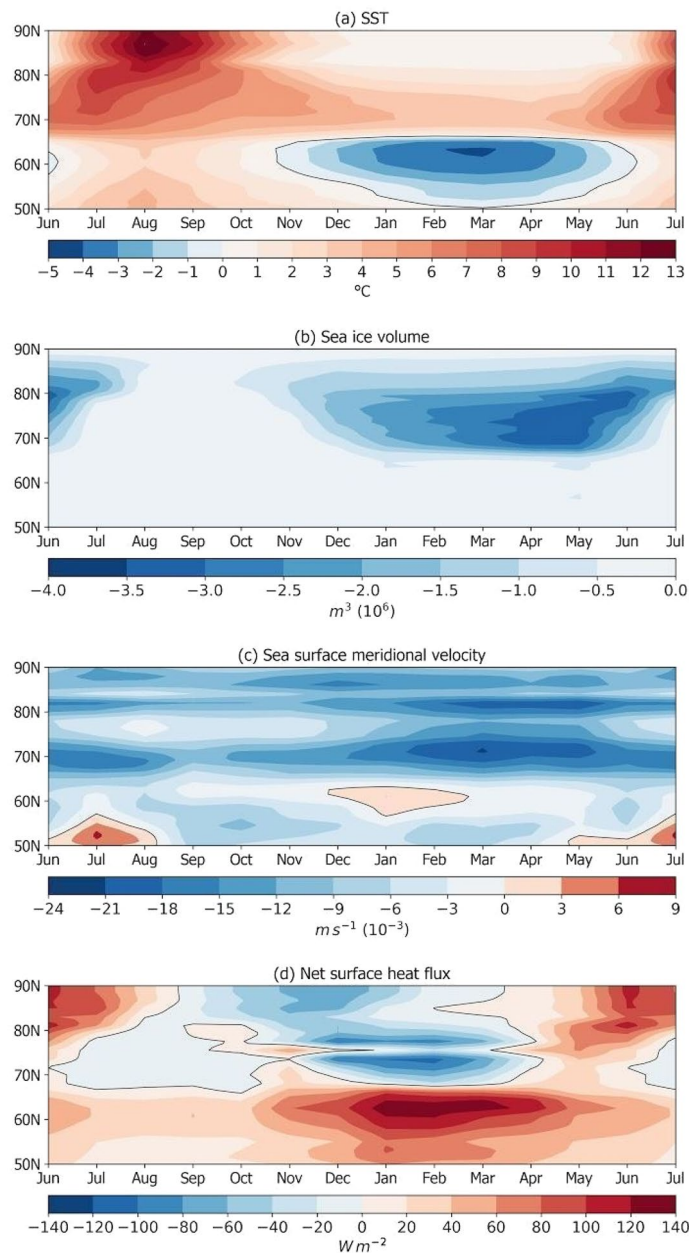 (a) SST
90N
80N
70N
60N
50N
Jun Jul Aug Sep Oct Nov Dec Jan Feb Mar Apr May Jun Jul
−5 −4 −3 −2 −1 0 1 2 3 4 5 6 7 8 9 10 11 12 13
°C
(b) Sea ice volume
90N
80N
70N
60N
50N
Jun Jul Aug Sep Oct Nov Dec Jan Feb Mar Apr May Jun Jul
−4.0 −3.5 −3.0 −2.5 −2.0 −1.5 −1.0 −0.5 0.0
m³ (10⁶)
(c) Sea surface meridional velocity
90N
80N
70N
60N
50N
Jun Jul Aug Sep Oct Nov Dec Jan Feb Mar Apr May Jun Jul
−24 −21 −18 −15 −12 −9 −6 −3 0 3 6 9
m s⁻¹ (10⁻³)
(d) Net surface heat flux
90N
80N
70N
60N
50N
Jun Jul Aug Sep Oct Nov Dec Jan Feb Mar Apr May Jun Jul
−140 −120 −100 −80 −60 −40 −20 0 20 40 60 80 100 120 140
W m⁻²